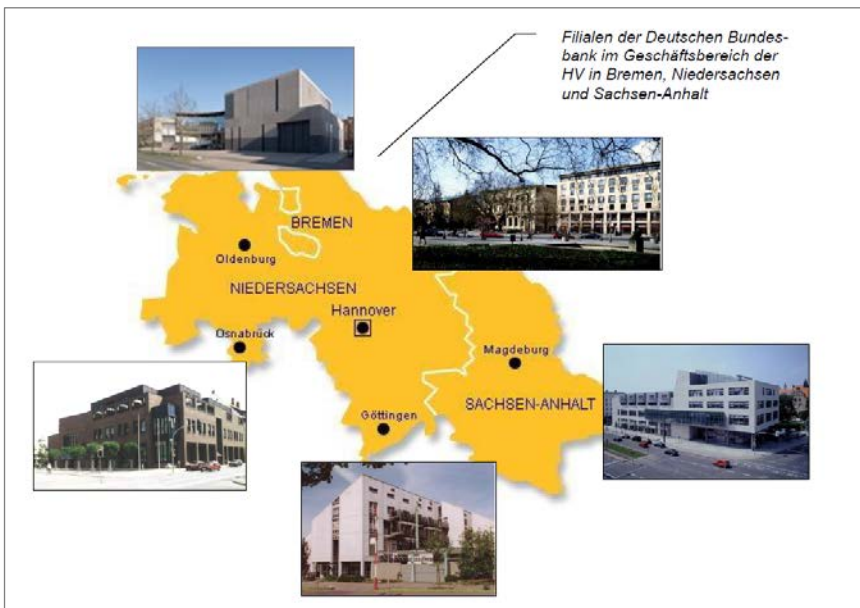 Filialen der Deutschen Bundes-
bank im Geschäftsbereich der
HV in Bremen, Niedersachsen
und Sachsen-Anhalt
BREMEN
Oldenburg
NIEDERSACHSEN
Hannover
Osnabrück
Magdeburg
SACHSEN-ANHALT
Göttingen